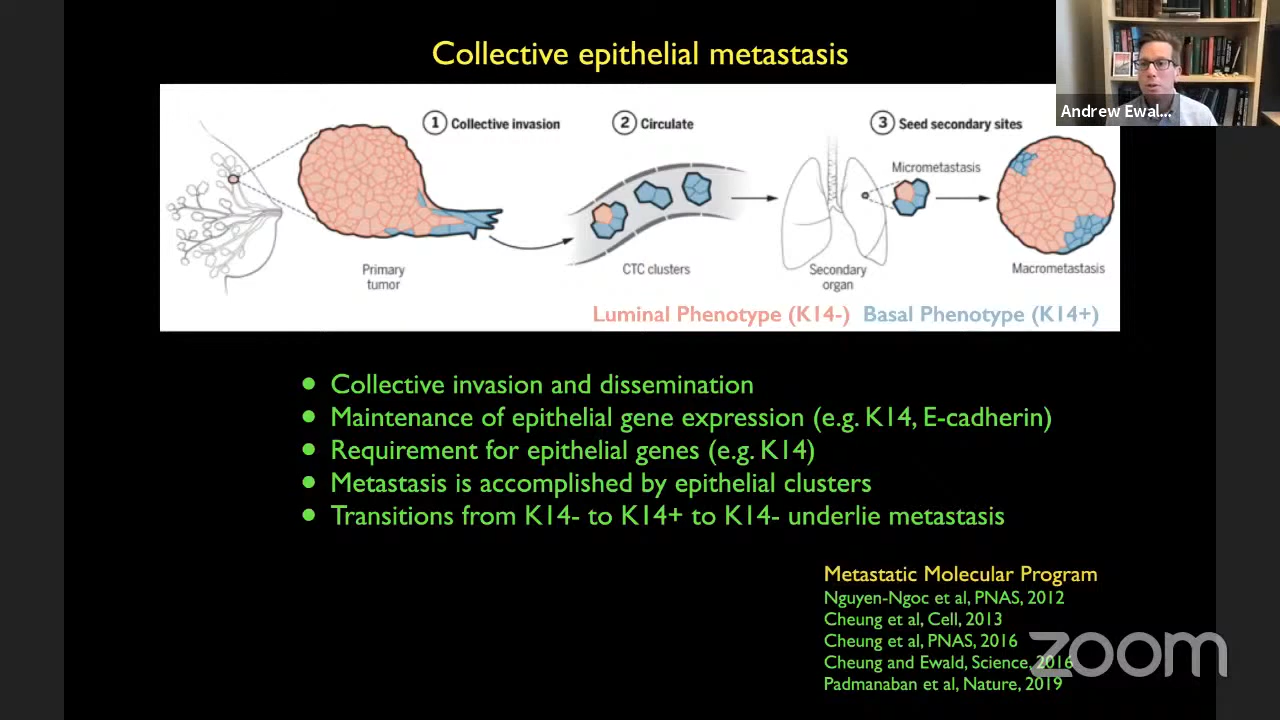 Collective epithelial metastasis
Andrew Ewal...
1 Collective invasion
2 Circulate
3 Seed secondary sites
Micrometastasis
Primary
tumor
CTC clusters
Secondary
organ
Macrometastasis
Luminal Phenotype (K14-) Basal Phenotype (K14+)
• Collective invasion and dissemination
• Maintenance of epithelial gene expression (e.g. K14, E-cadherin)
• Requirement for epithelial genes (e.g. K14)
• Metastasis is accomplished by epithelial clusters
• Transitions from K14- to K14+ to K14- underlie metastasis
Metastatic Molecular Program
Nguyen-Ngoc et al, PNAS, 2012
Cheung et al, Cell, 2013
Cheung et al, PNAS, 2016
Cheung and Ewald, Science, 2016
Padmanaban et al, Nature, 2019
zoom